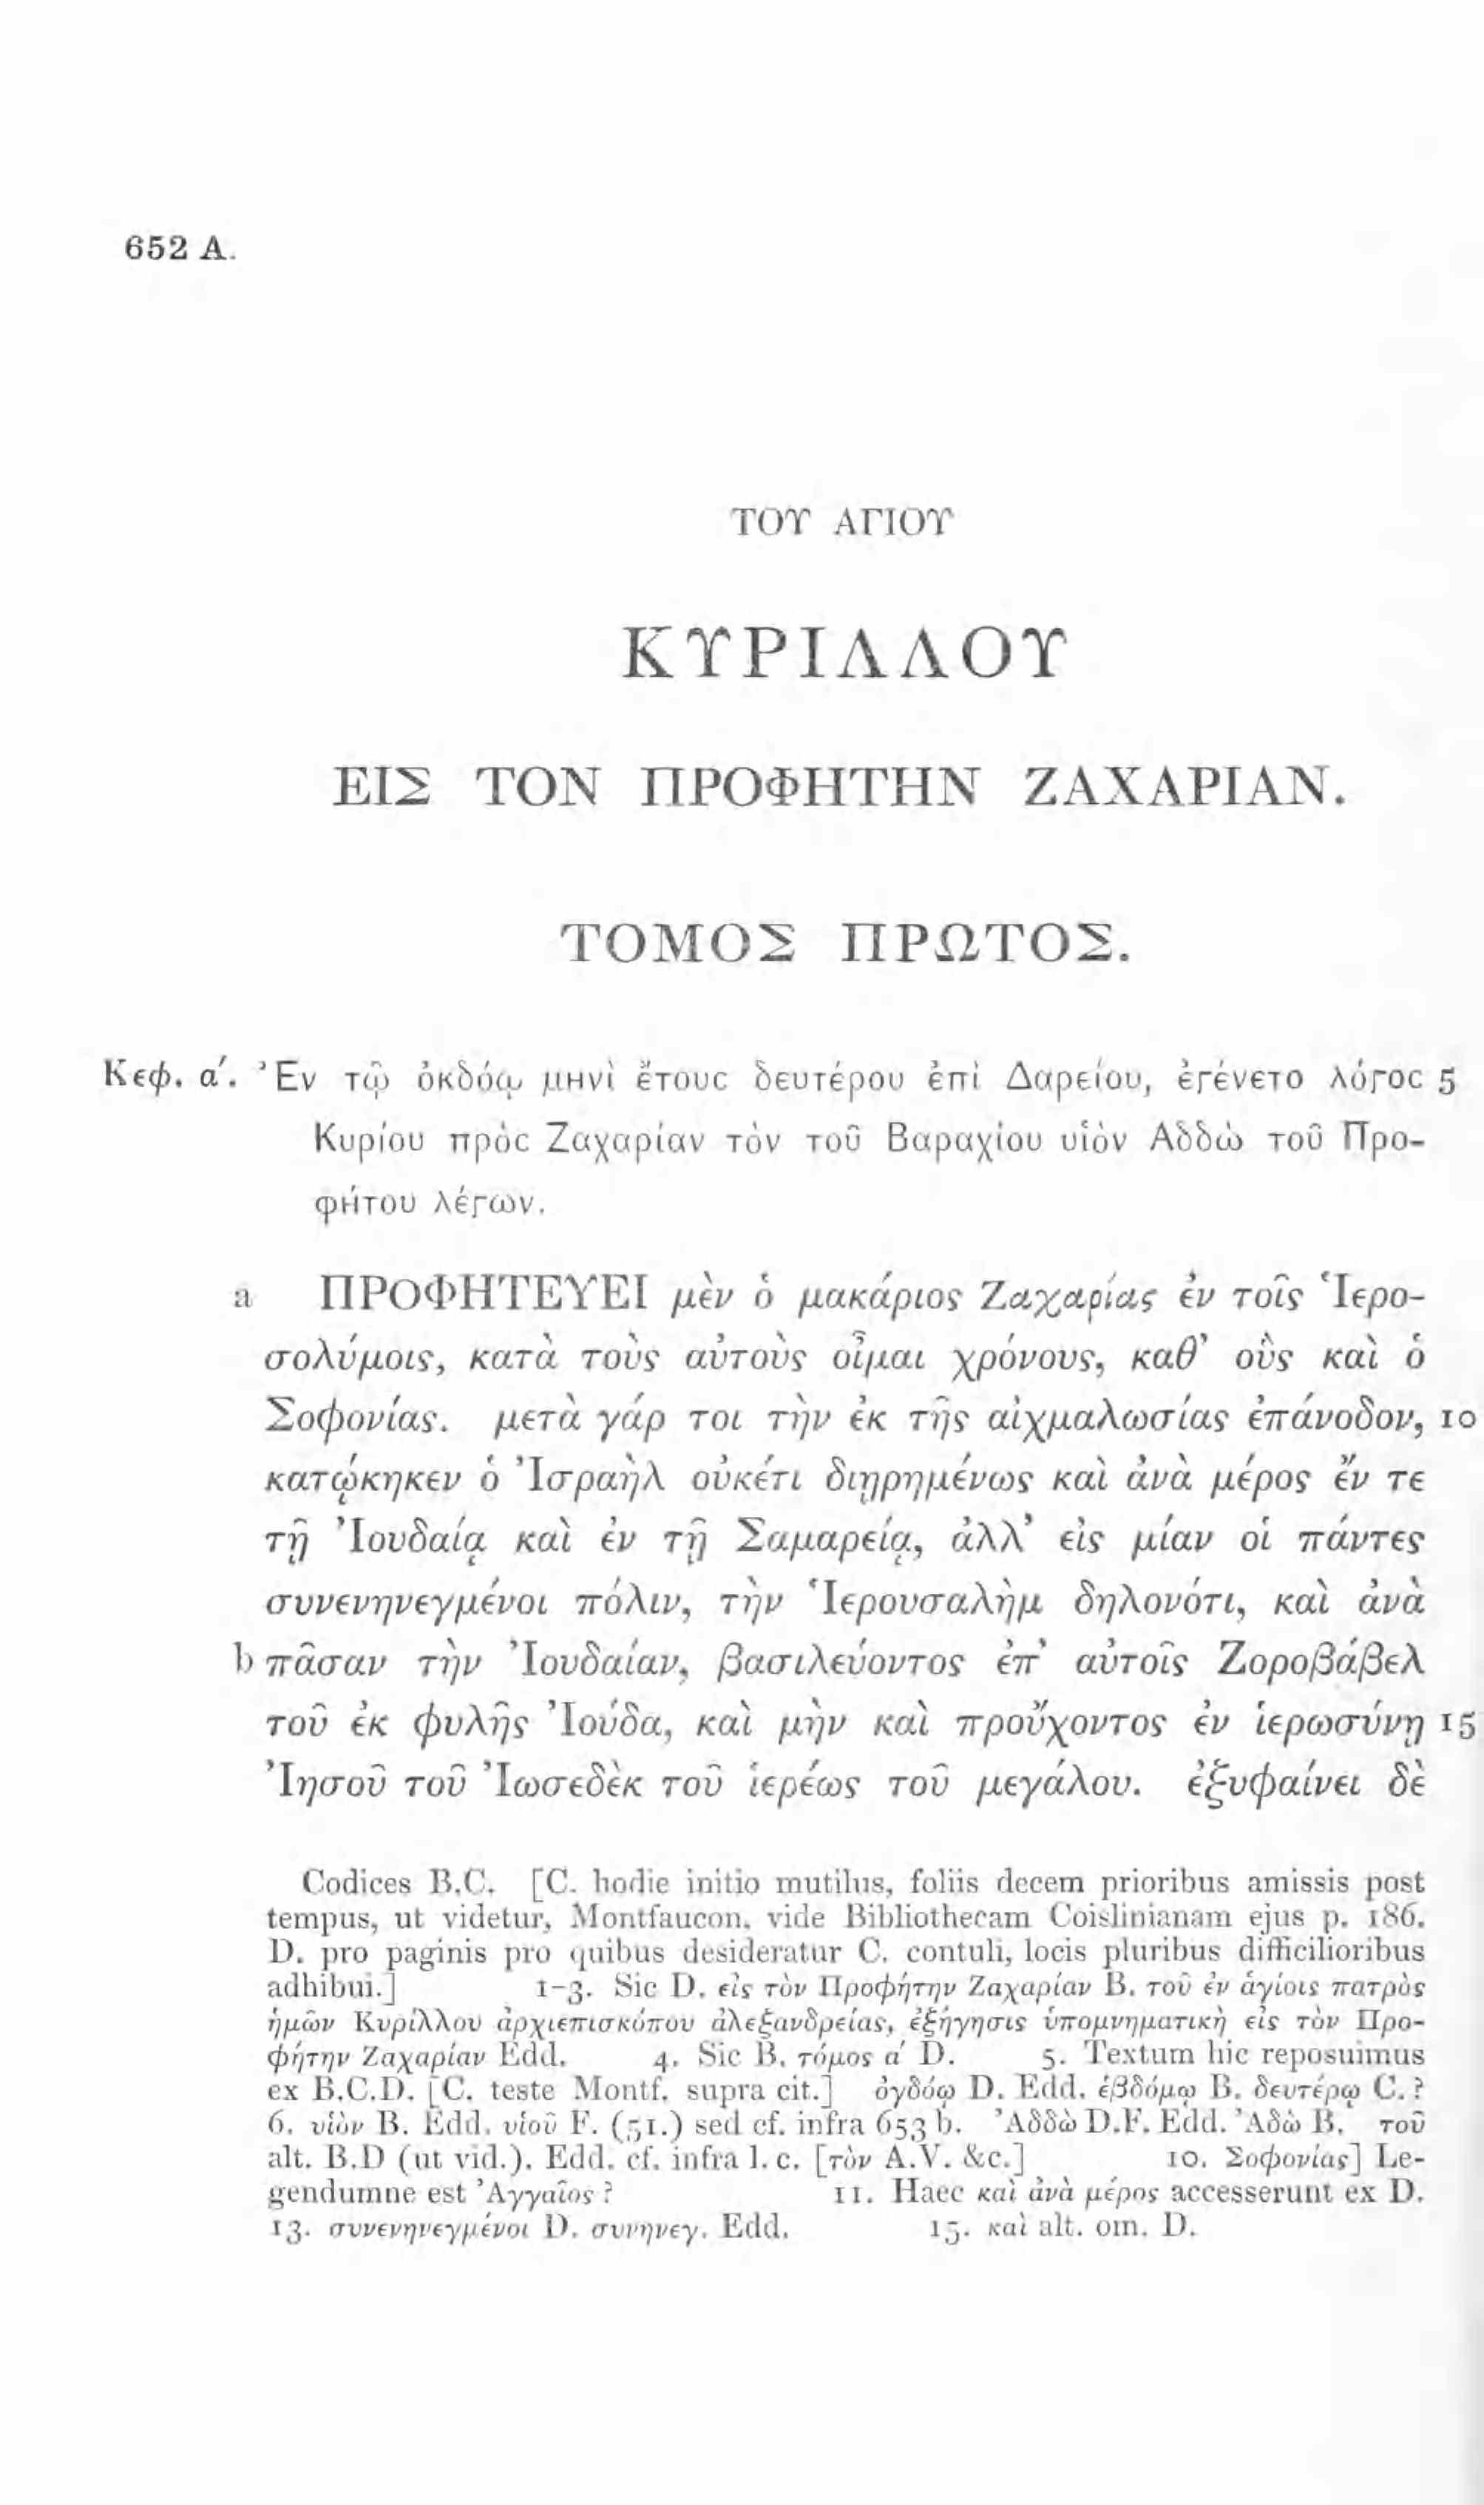 652 A.
ΤΟΥ ΑΓΙΟΥ
ΚΥΡΙΛΛΟΥ
ΕΙΣ ΤΟΝ ΠΡΟΦΗΤΗΝ ΖΑΧΑΡΙΑΝ.
ΤΟΜΟΣ ΠΡΩΤΟΣ.
Κεφ. α΄. Ἐν τῷ ὀκδόῳ μηνὶ ἔτους δευτέρου ἐπὶ Δαρείου, ἐγένετο λόγος 5
Κυρίου πρὸς Ζαχαρίαν τὸν τοῦ Βαραχίου υἱὸν Ἀδδὼ τοῦ Προ-
φήτου λέγων.
a ΠΡΟΦΗΤΕΥΕΙ μὲν ὁ μακάριος Ζαχαρίας ἐν τοῖς Ἱερο-
σολύμοις, κατὰ τοὺς αὐτοὺς οἶμαι χρόνους, καθ’ οὓς καὶ ὁ
Σοφονίας. μετὰ γάρ τοι τὴν ἐκ τῆς αἰχμαλωσίας ἐπάνοδον, 10
κατῴκηκεν ὁ Ἰσραὴλ οὐκέτι διῃρημένως καὶ ἀνὰ μέρος ἔν τε
τῇ Ἰουδαίᾳ καὶ ἐν τῇ Σαμαρείᾳ, ἀλλ’ εἰς μίαν οἱ πάντες
συνενηνεγμένοι πόλιν, τὴν Ἱερουσαλὴμ δηλονότι, καὶ ἀνὰ
b πᾶσαν τὴν Ἰουδαίαν, βασιλεύοντος ἐπ’ αὐτοῖς Ζοροβάβελ
τοῦ ἐκ φυλῆς Ἰούδα, καὶ μὴν καὶ προὔχοντος ἐν ἱερωσύνῃ 15
Ἰησοῦ τοῦ Ἰωσεδὲκ τοῦ ἱερέως τοῦ μεγάλου. ἐξυφαίνει δὲ
Codices B.C. [C. hodie initio mutilus, foliis decem prioribus amissis post
tempus, ut videtur, Montfaucon. vide Bibliothecam Coislinianam ejus p. 186.
D. pro paginis pro quibus desideratur C. contuli, locis pluribus difficilioribus
adhibui.] 1-3. Sic D. εἰς τὸν Προφήτην Ζαχαρίαν B. τοῦ ἐν ἁγίοις πατρὸς
ἡμῶν Κυρίλλου ἀρχιεπισκόπου ἀλεξανδρείας, ἐξήγησις ὑπομνηματικὴ εἰς τὸν Προ-
φήτην Ζαχαρίαν Edd. 4. Sic B. τόμος α΄ D. 5. Textum hic reposuimus
ex B.C.D. [C. teste Montf. supra cit.] ὀγδόῳ D. Edd. ἑβδόμῳ B. δευτέρῳ C.?
6. υἱὸν B. Edd. υἱοῦ F. (51.) sed cf. infra 653 b. Ἀδδὼ D.F. Edd. Ἀδὼ B. τοῦ
alt. B.D (ut vid.). Edd. cf. infra l. c. [τὸν A.V. &c.] 10. Σοφονίας] Le-
gendumne est Ἀγγαῖος? 11. Haec καὶ ἀνὰ μέρος accesserunt ex D.
13. συνενηνεγμένοι D. συνηνεγ. Edd. 15. καὶ alt. om. D.